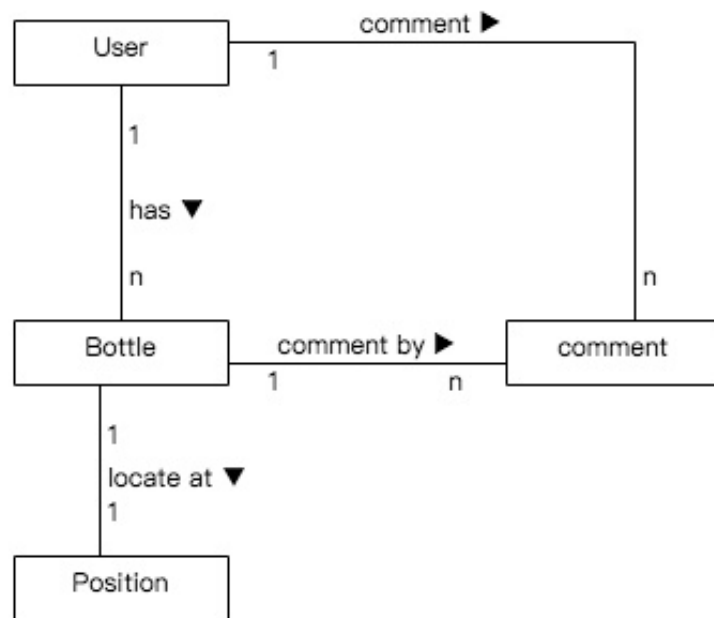 User
comment ▶
1
1
has ▼
n
n
Bottle
comment by ▶
comment
1
n
1
locate at ▼
1
Position